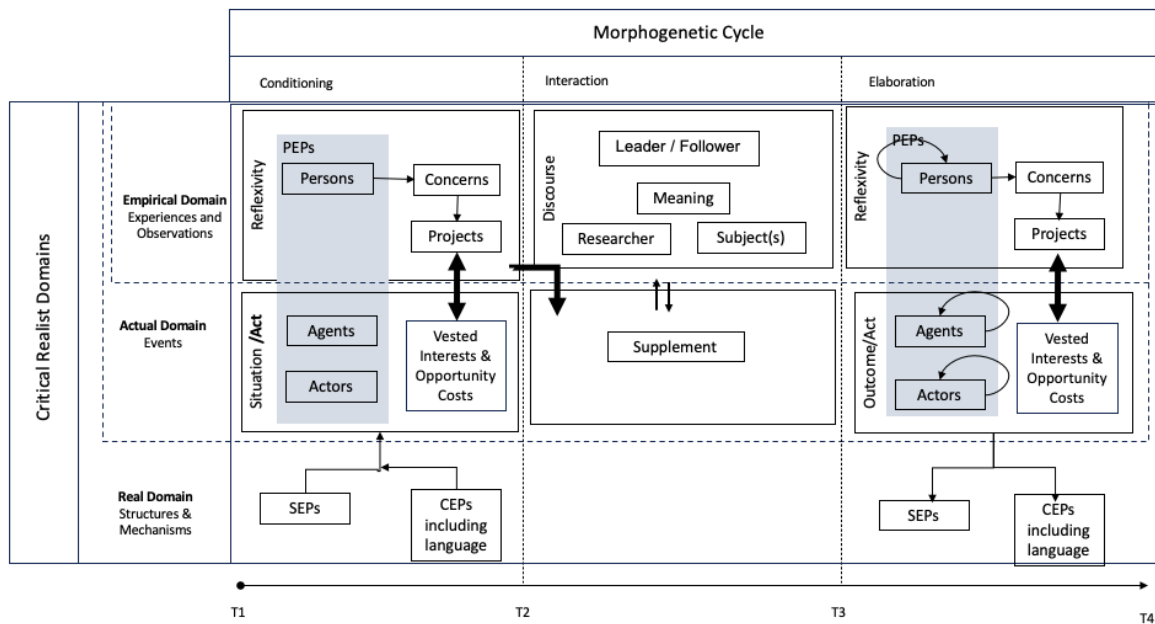 Morphogenetic Cycle
Conditioning
Interaction
Elaboration
Critical Realist Domains
Empirical Domain
Experiences and
Observations
Reflexivity
PEPs
Persons
Concerns
Projects
Discourse
Leader / Follower
Meaning
Researcher
Subject(s)
Reflexivity
PEPs
Persons
Concerns
Projects
Actual Domain
Events
Situation /Act
Agents
Actors
Vested
Interests &
Opportunity
Costs
Supplement
Outcome/Act
Agents
Actors
Vested
Interests &
Opportunity
Costs
Real Domain
Structures &
Mechanisms
SEPs
CEPs
including
language
SEPs
CEPs
including
language
T1
T2
T3
T4